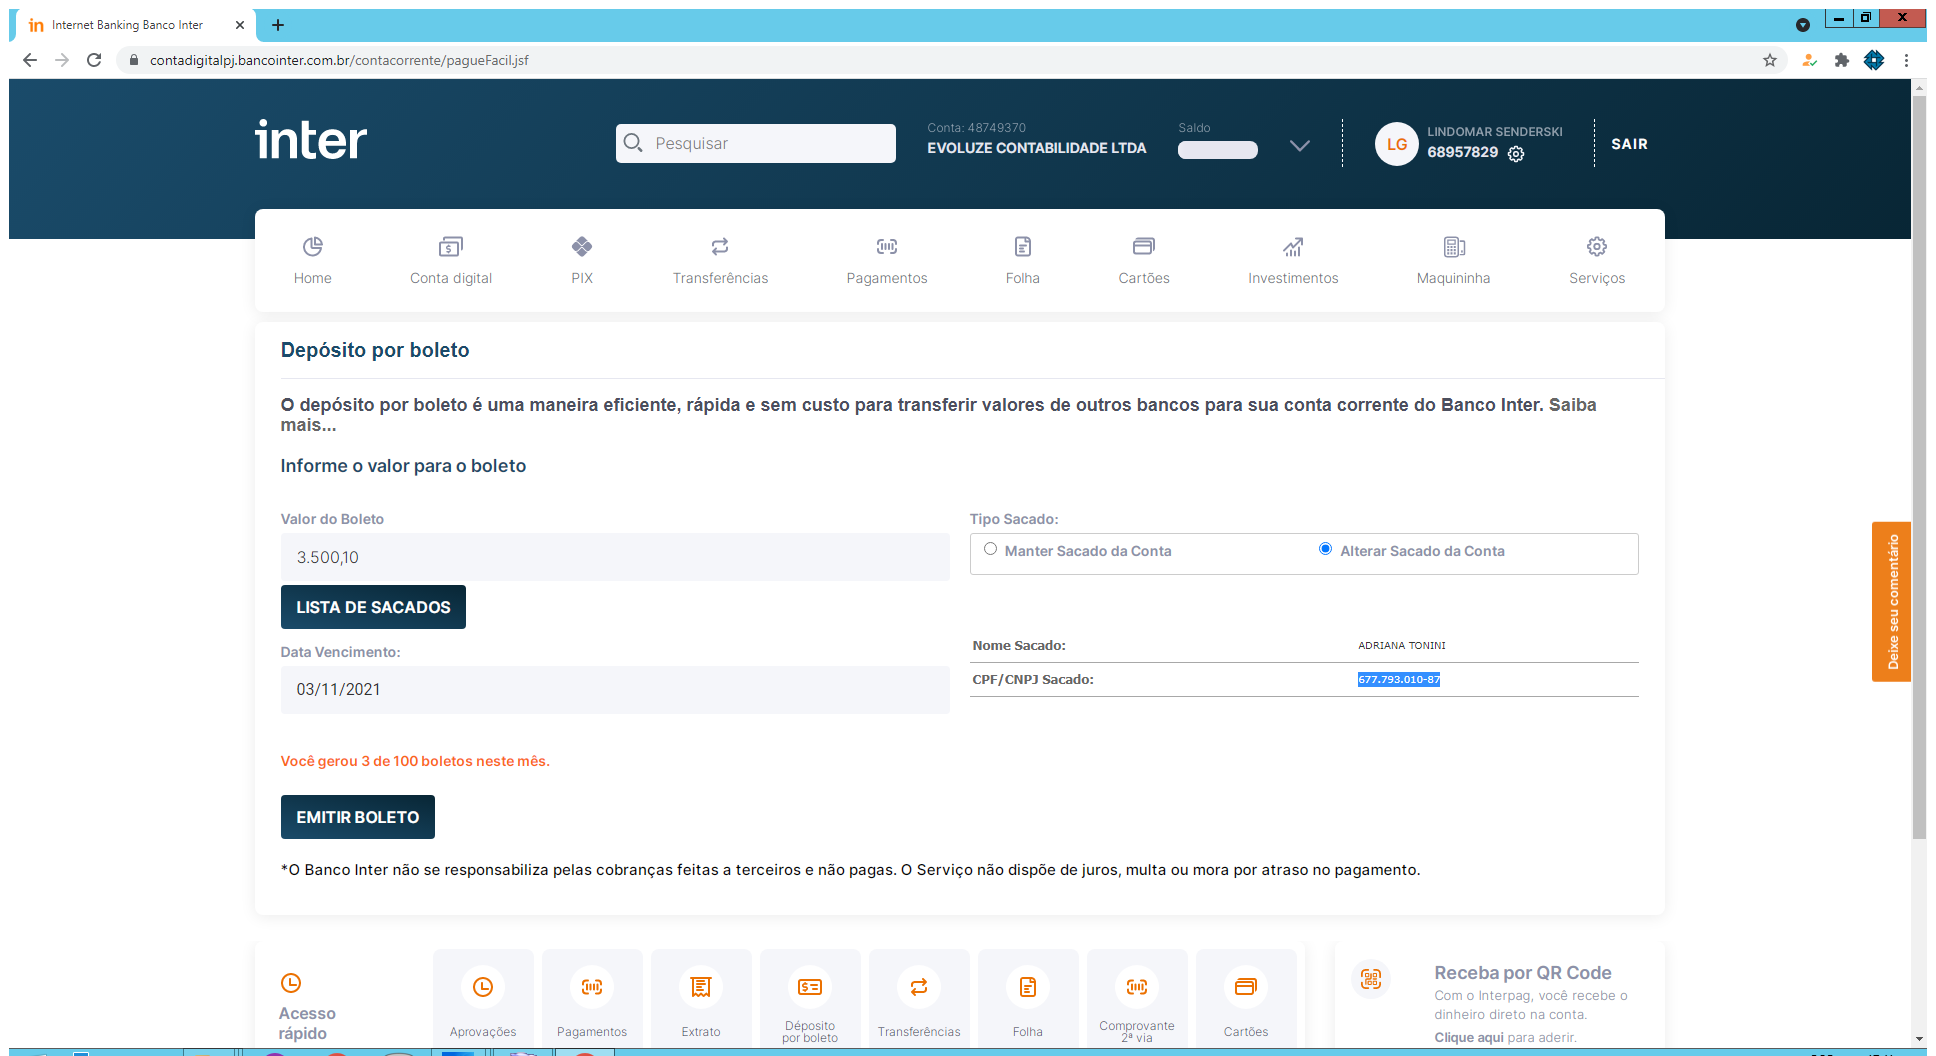 in Internet Banking Banco Inter
contadigitalpj.bancointer.com.br/contacorrente/pagueFacil.jsf
inter
Pesquisar
Conta: 48749370
EVOLUZE CONTABILIDADE LTDA
Saldo
LG
LINDOMAR SENDERSKI
68957829
SAIR
Home
Conta digital
PIX
Transferências
Pagamentos
Folha
Cartões
Investimentos
Maquininha
Serviços
Depósito por boleto
O depósito por boleto é uma maneira eficiente, rápida e sem custo para transferir valores de outros bancos para sua conta corrente do Banco Inter. Saiba
mais...
Informe o valor para o boleto
Valor do Boleto
3.500,10
Tipo Sacado:
Manter Sacado da Conta
Alterar Sacado da Conta
LISTA DE SACADOS
Nome Sacado: ADRIANA TONINI
CPF/CNPJ Sacado: 677.793.010-87
Data Vencimento:
03/11/2021
Você gerou 3 de 100 boletos neste mês.
EMITIR BOLETO
*O Banco Inter não se responsabiliza pelas cobranças feitas a terceiros e não pagas. O Serviço não dispõe de juros, multa ou mora por atraso no pagamento.
Deixe seu comentário
Acesso
rápido
Aprovações
Pagamentos
Extrato
Déposito
por boleto
Transferências
Folha
Comprovante
2ª via
Cartões
Receba por QR Code
Com o Interpag, você recebe o
dinheiro direto na conta.
Clique aqui para aderir.